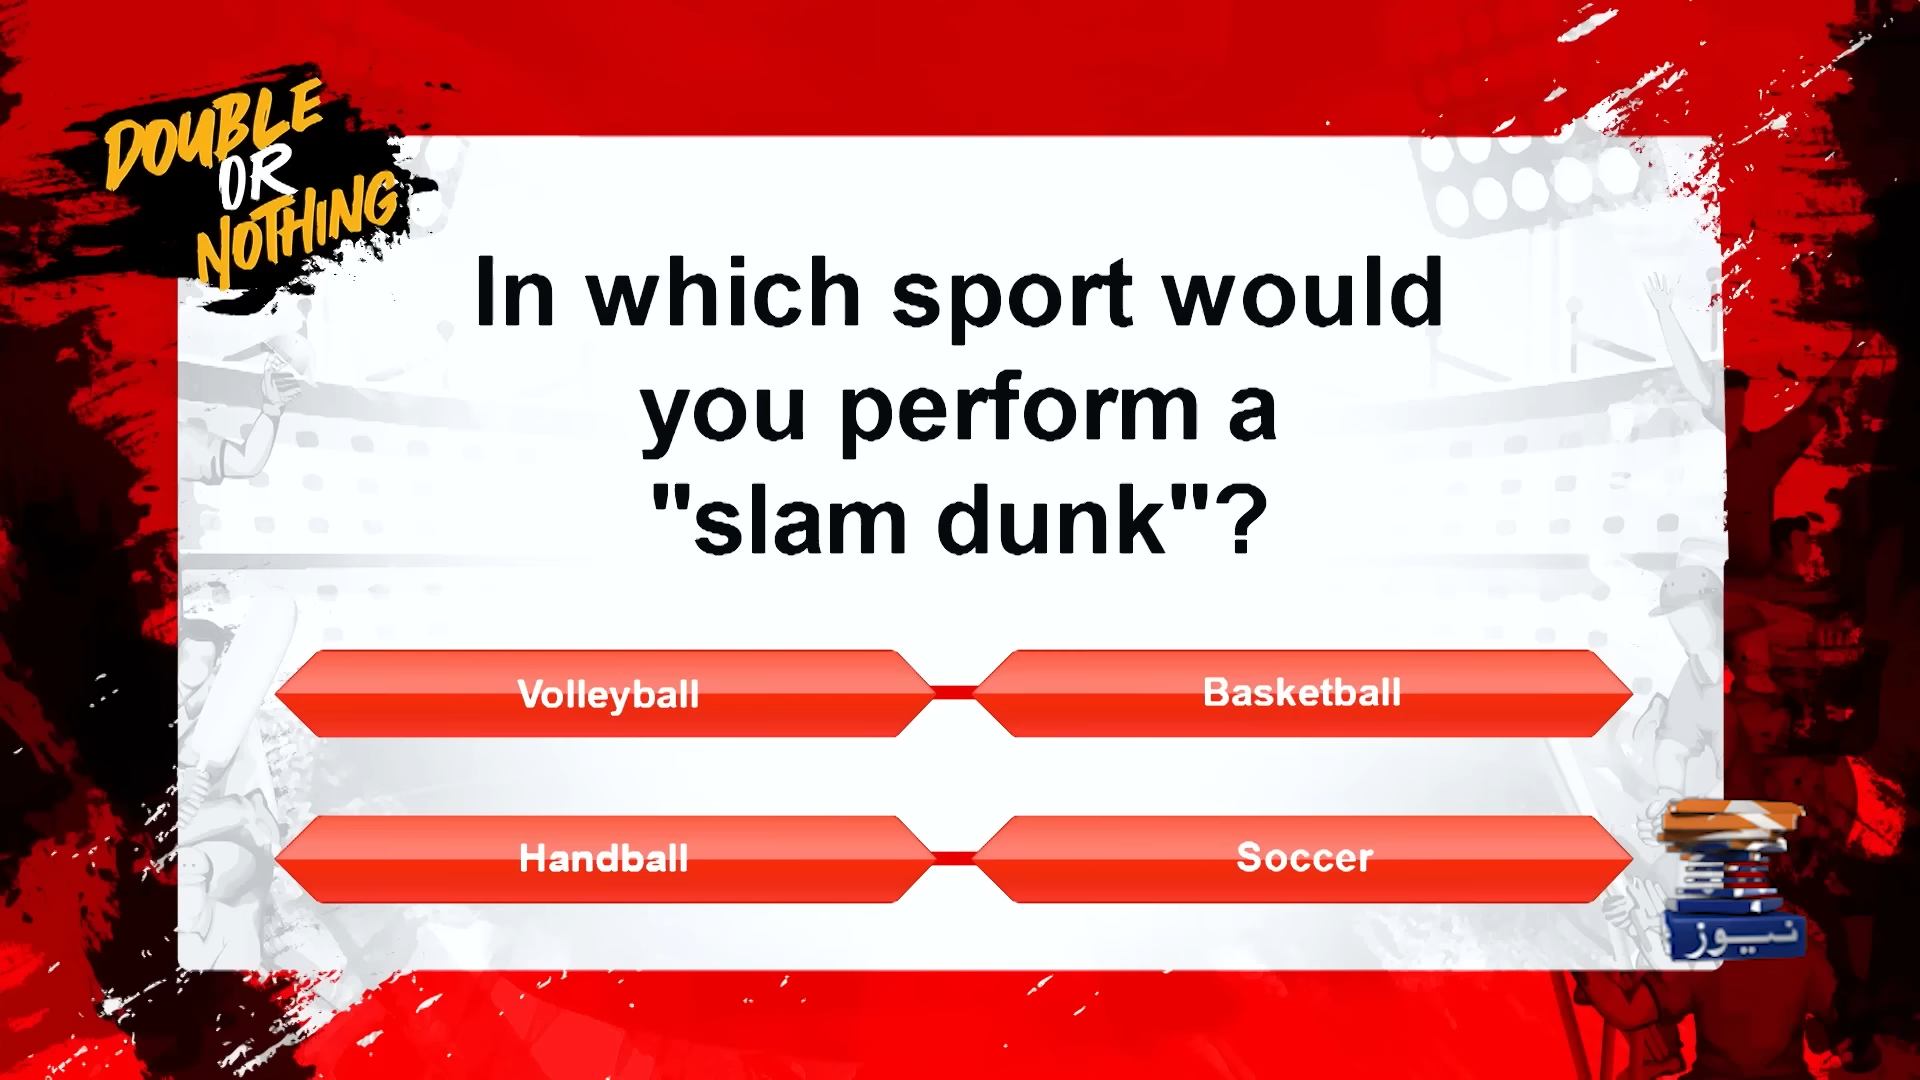 DOUBLE
OR
NOTHING
In which sport would
you perform a
"slam dunk"?
Volleyball
Basketball
Handball
Soccer
نیوز